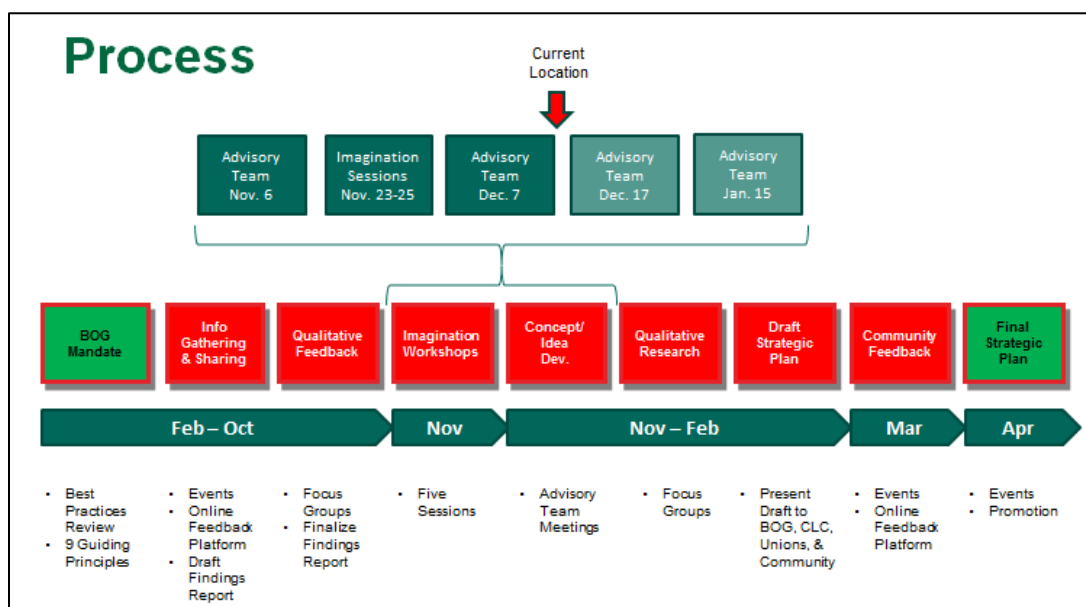 Process
Current
Location
Advisory
Team
Nov. 6
Imagination
Sessions
Nov. 23-25
Advisory
Team
Dec. 7
Advisory
Team
Dec. 17
Advisory
Team
Jan. 15
BOG
Mandate
Info
Gathering
& Sharing
Qualitative
Feedback
Imagination
Workshops
Concept/
Idea
Dev.
Qualitative
Research
Draft
Strategic
Plan
Community
Feedback
Final
Strategic
Plan
Feb – Oct
Nov
Nov – Feb
Mar
Apr
• Best
Practices
Review
• 9 Guiding
Principles
• Events
• Online
Feedback
Platform
• Draft
Findings
Report
• Focus
Groups
• Finalize
Findings
Report
• Five
Sessions
• Advisory
Team
Meetings
• Focus
Groups
• Present
Draft to
BOG, CLC,
Unions, &
Community
• Events
• Online
Feedback
Platform
• Events
• Promotion